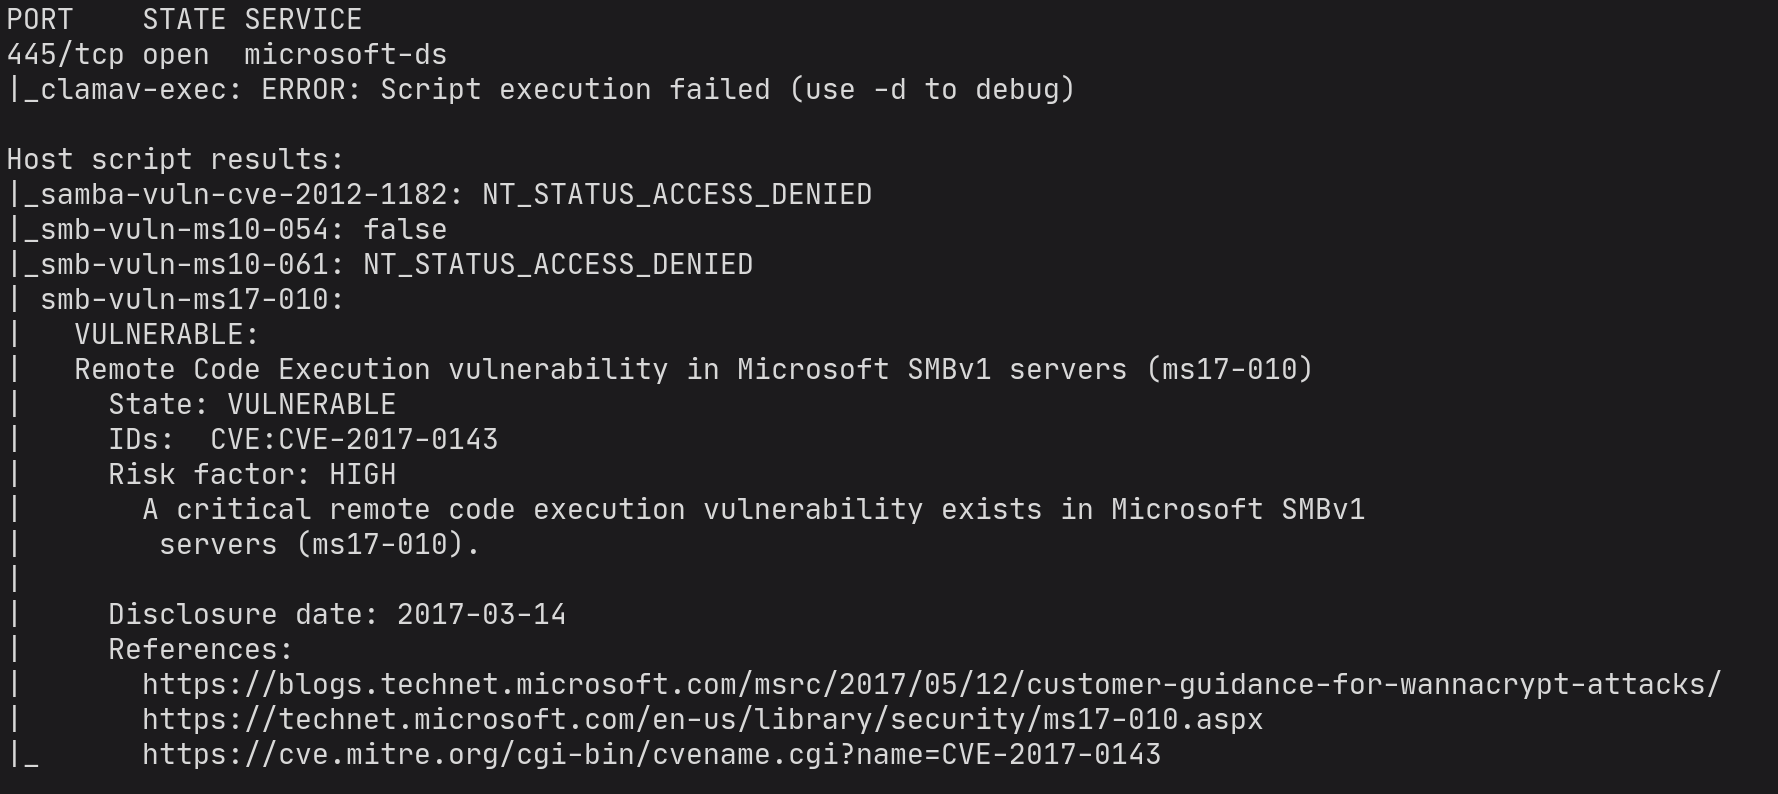 PORT    STATE SERVICE
445/tcp open  microsoft-ds
|_clamav-exec: ERROR: Script execution failed (use -d to debug)

Host script results:
|_samba-vuln-cve-2012-1182: NT_STATUS_ACCESS_DENIED
|_smb-vuln-ms10-054: false
|_smb-vuln-ms10-061: NT_STATUS_ACCESS_DENIED
| smb-vuln-ms17-010:
|   VULNERABLE:
|   Remote Code Execution vulnerability in Microsoft SMBv1 servers (ms17-010)
|     State: VULNERABLE
|     IDs:  CVE:CVE-2017-0143
|     Risk factor: HIGH
|       A critical remote code execution vulnerability exists in Microsoft SMBv1
|        servers (ms17-010).
|
|     Disclosure date: 2017-03-14
|     References:
|       https://blogs.technet.microsoft.com/msrc/2017/05/12/customer-guidance-for-wannacrypt-attacks/
|       https://technet.microsoft.com/en-us/library/security/ms17-010.aspx
|_      https://cve.mitre.org/cgi-bin/cvename.cgi?name=CVE-2017-0143